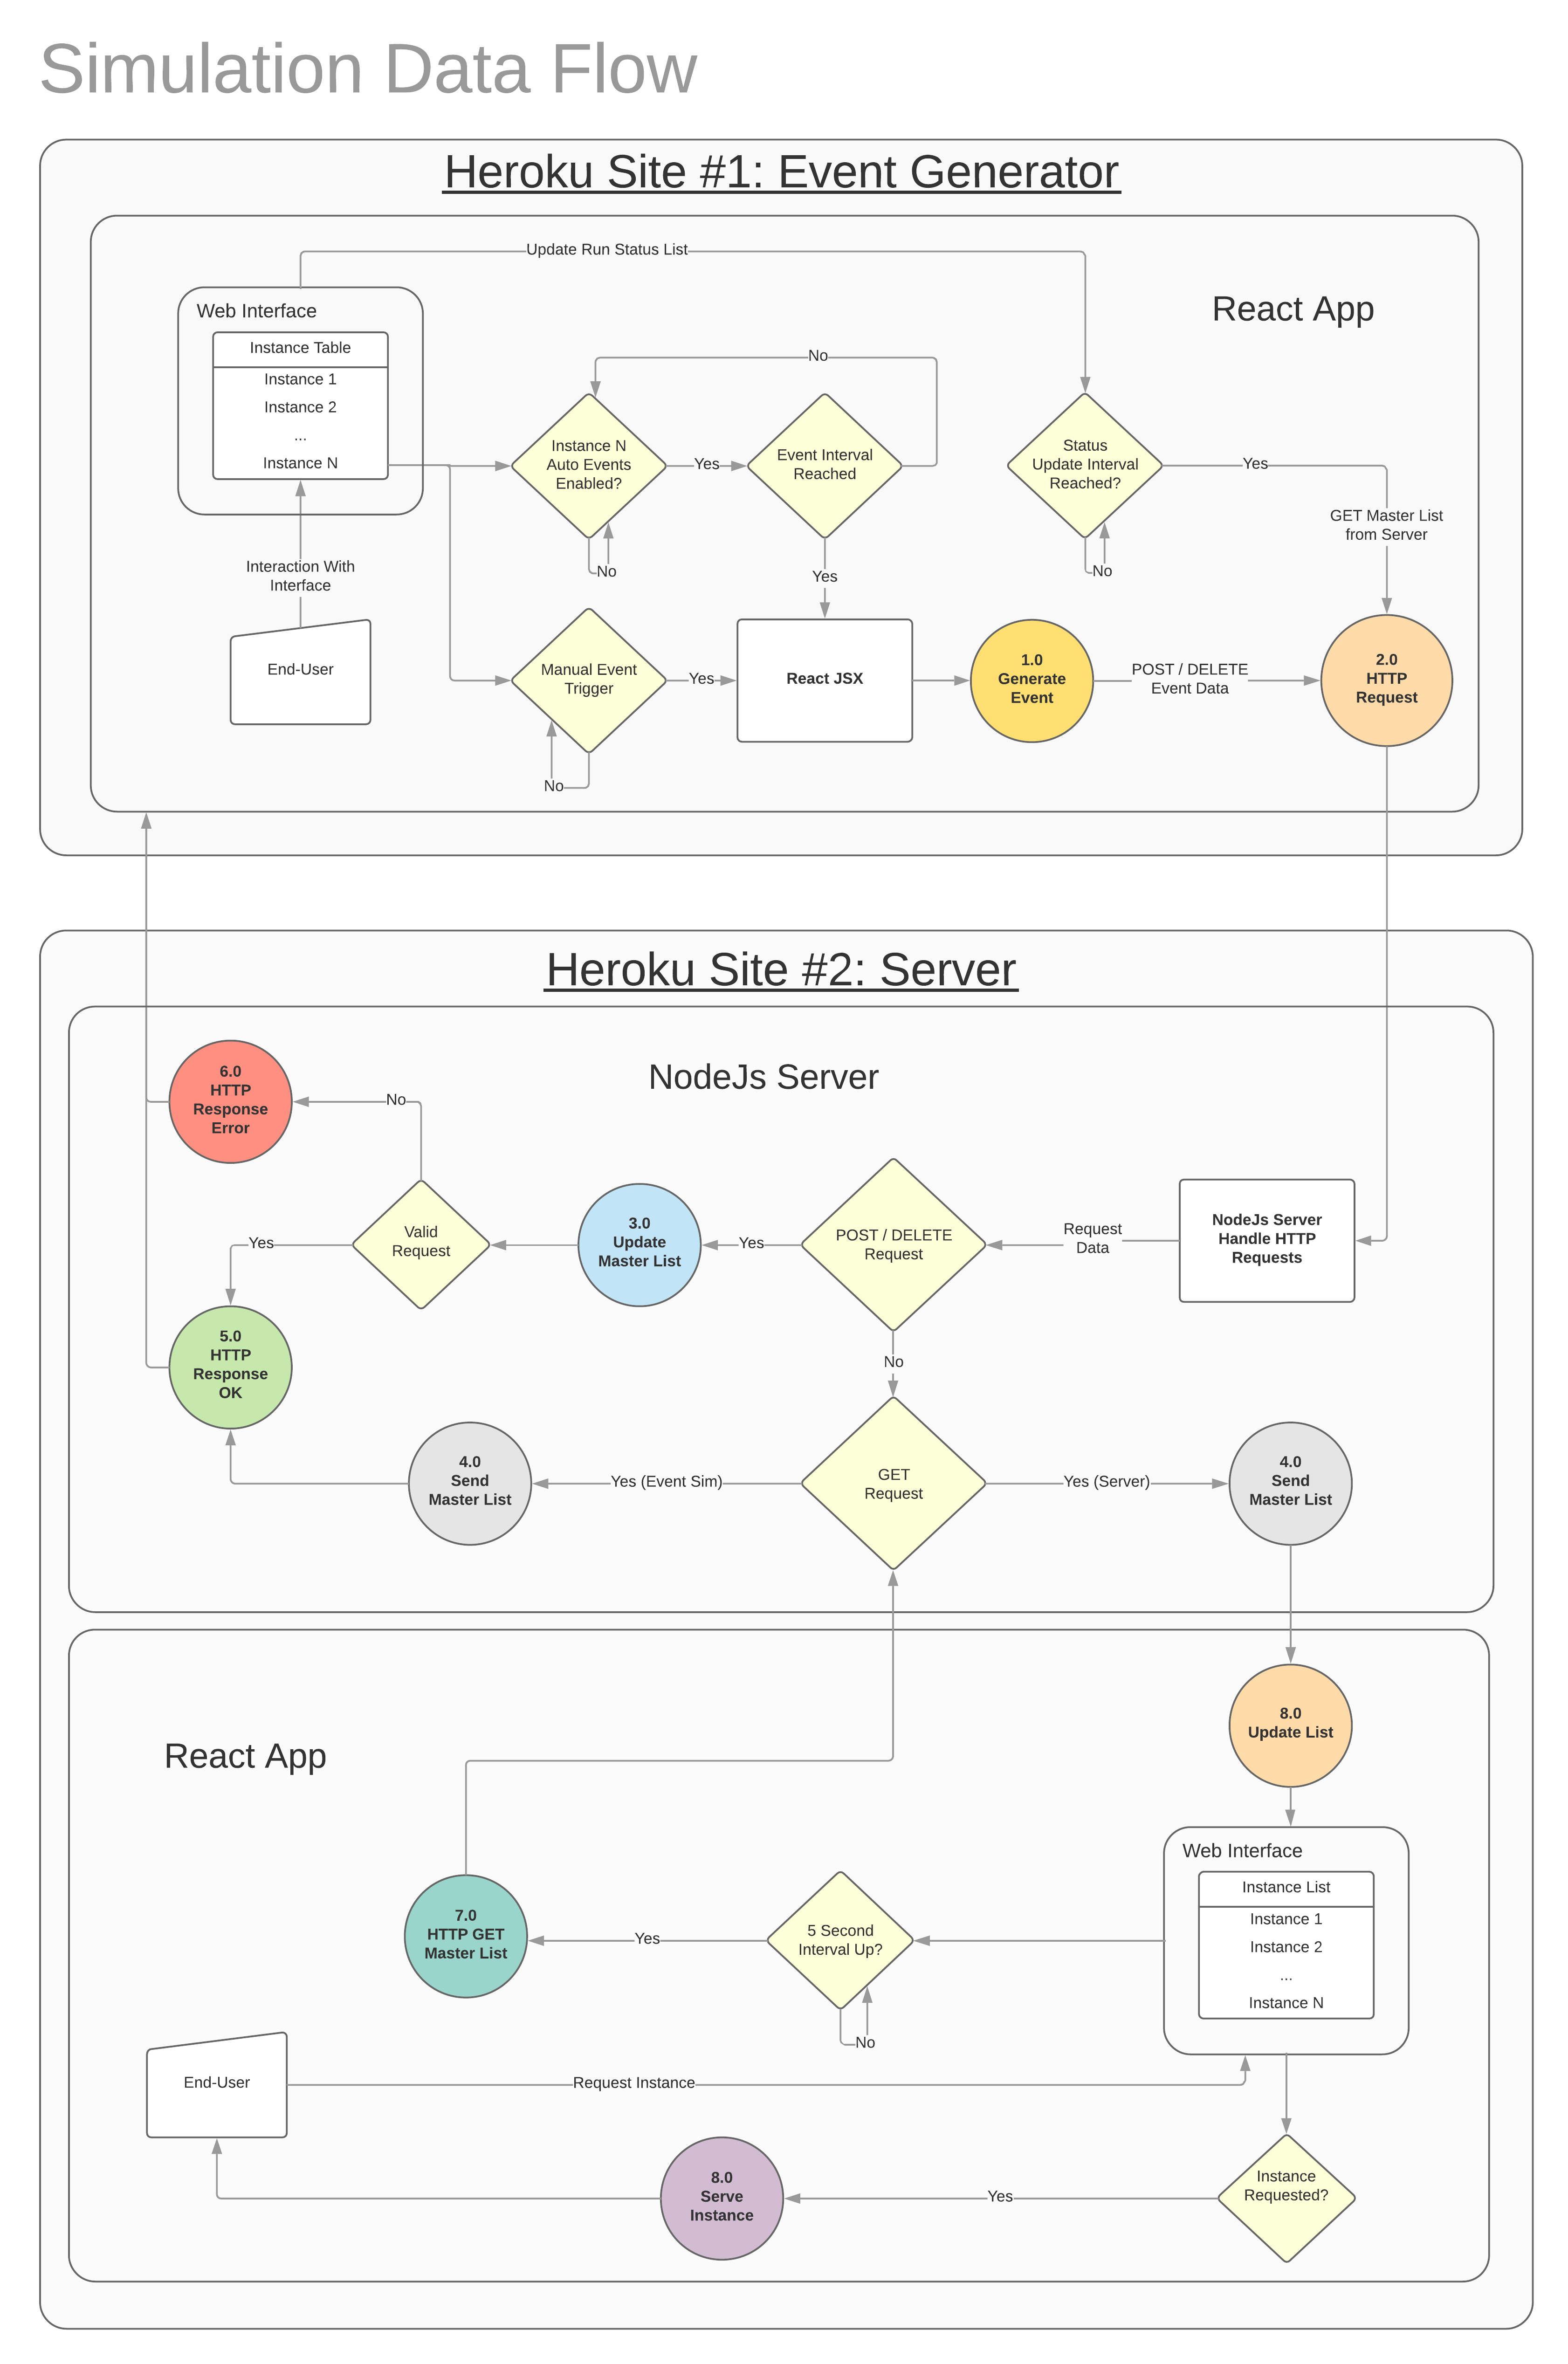 Simulation Data Flow
Heroku Site #1: Event Generator
Update Run Status List
React App
Web Interface
Instance Table
Instance 1
Instance 2
...
Instance N
No
Instance N
Auto Events
Enabled?
Yes
Event Interval
Reached
Status
Update Interval
Reached?
Yes
GET Master List
from Server
No
Yes
No
Interaction With
Interface
End-User
Manual Event
Trigger
Yes
React JSX
1.0
Generate
Event
POST / DELETE
Event Data
2.0
HTTP
Request
No
Heroku Site #2: Server
NodeJs Server
6.0
HTTP
Response
Error
No
Valid
Request
Yes
3.0
Update
Master List
Yes
POST / DELETE
Request
Request
Data
NodeJs Server
Handle HTTP
Requests
5.0
HTTP
Response
OK
No
4.0
Send
Master List
Yes (Event Sim)
GET
Request
Yes (Server)
4.0
Send
Master List
React App
8.0
Update List
Web Interface
Instance List
Instance 1
Instance 2
...
Instance N
7.0
HTTP GET
Master List
Yes
5 Second
Interval Up?
No
End-User
Request Instance
8.0
Serve
Instance
Yes
Instance
Requested?